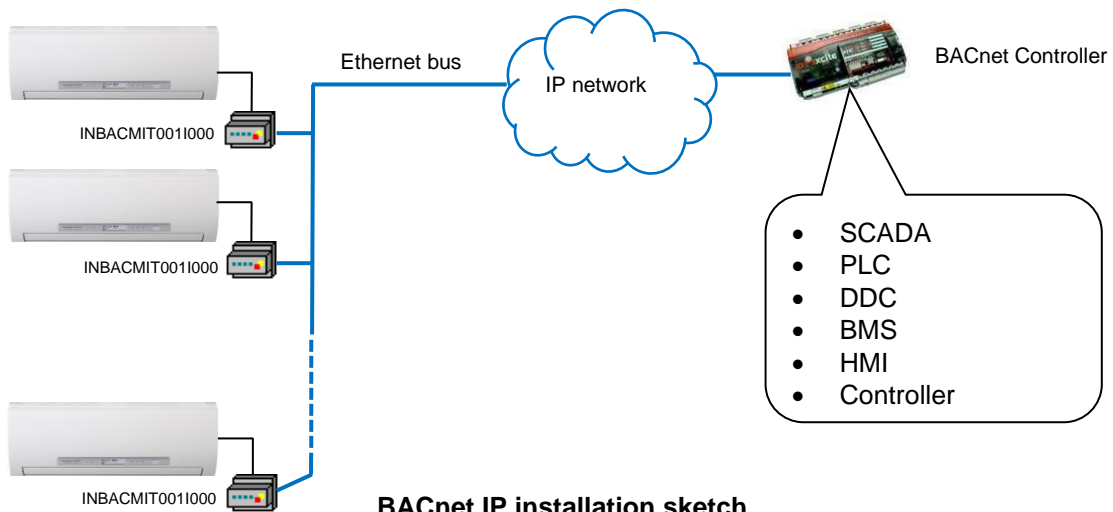 Ethernet bus
IP network
BACnet Controller
INBACMIT001I000
INBACMIT001I000
• SCADA
• PLC
• DDC
• BMS
• HMI
• Controller
INBACMIT001I000
BACnet IP installation sketch